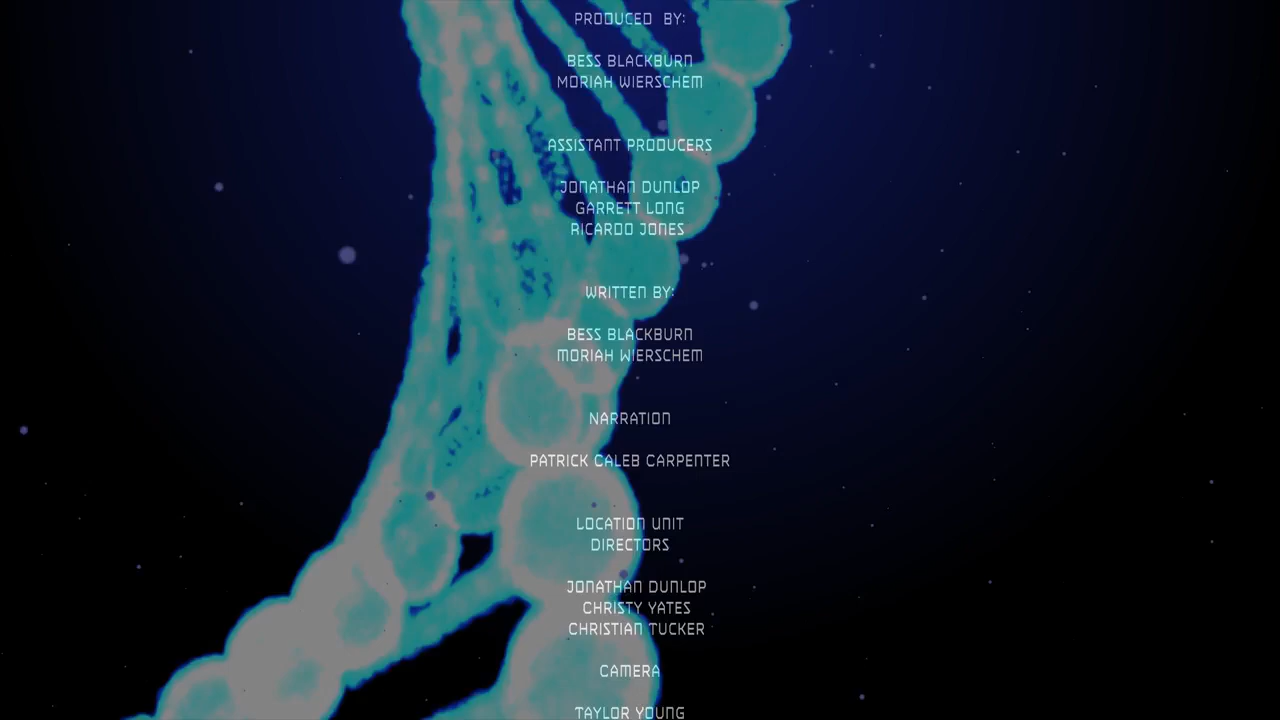 PRODUCED BY:
BESS BLACKBURN
MORIAH WIERSCHEM
ASSISTANT PRODUCERS
JONATHAN DUNLOP
GARRETT LONG
RICARDO JONES
WRITTEN BY:
BESS BLACKBURN
MORIAH WIERSCHEM
NARRATION
PATRICK CALEB CARPENTER
LOCATION UNIT
DIRECTORS
JONATHAN DUNLOP
CHRISTY YATES
CHRISTIAN TUCKER
CAMERA
TAYLOR YOUNG